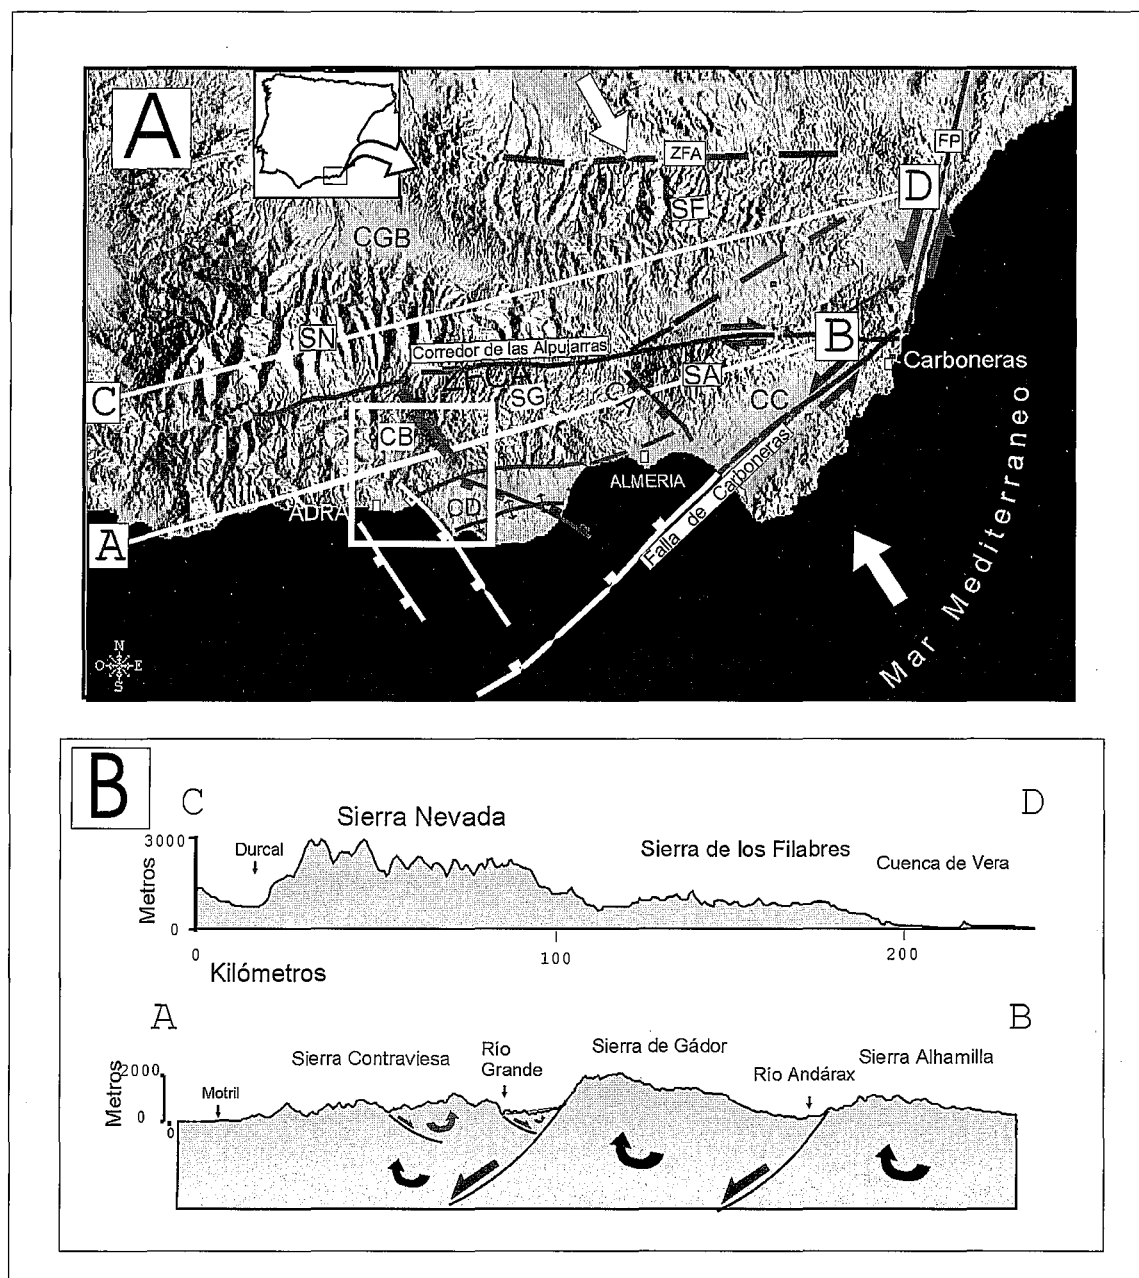 A
ZFA
FP
D
SF
CGB
SN
Corredor de las Alpujarras
B
C
SA
Carboneras
SG
CC
CB
ALMERIA
ADRA
Falla de Carboneras
A
Mar Mediterraneo
N
O E
S
B
C
D
Sierra Nevada
3000
Durcal
Sierra de los Filabres
Cuenca de Vera
Metros
0
0
100
200
Kilómetros
A
B
Sierra Contraviesa
Río
Grande
Sierra de Gádor
Río Andárax
Sierra Alhamilla
2000
Motril
Metros
0
0